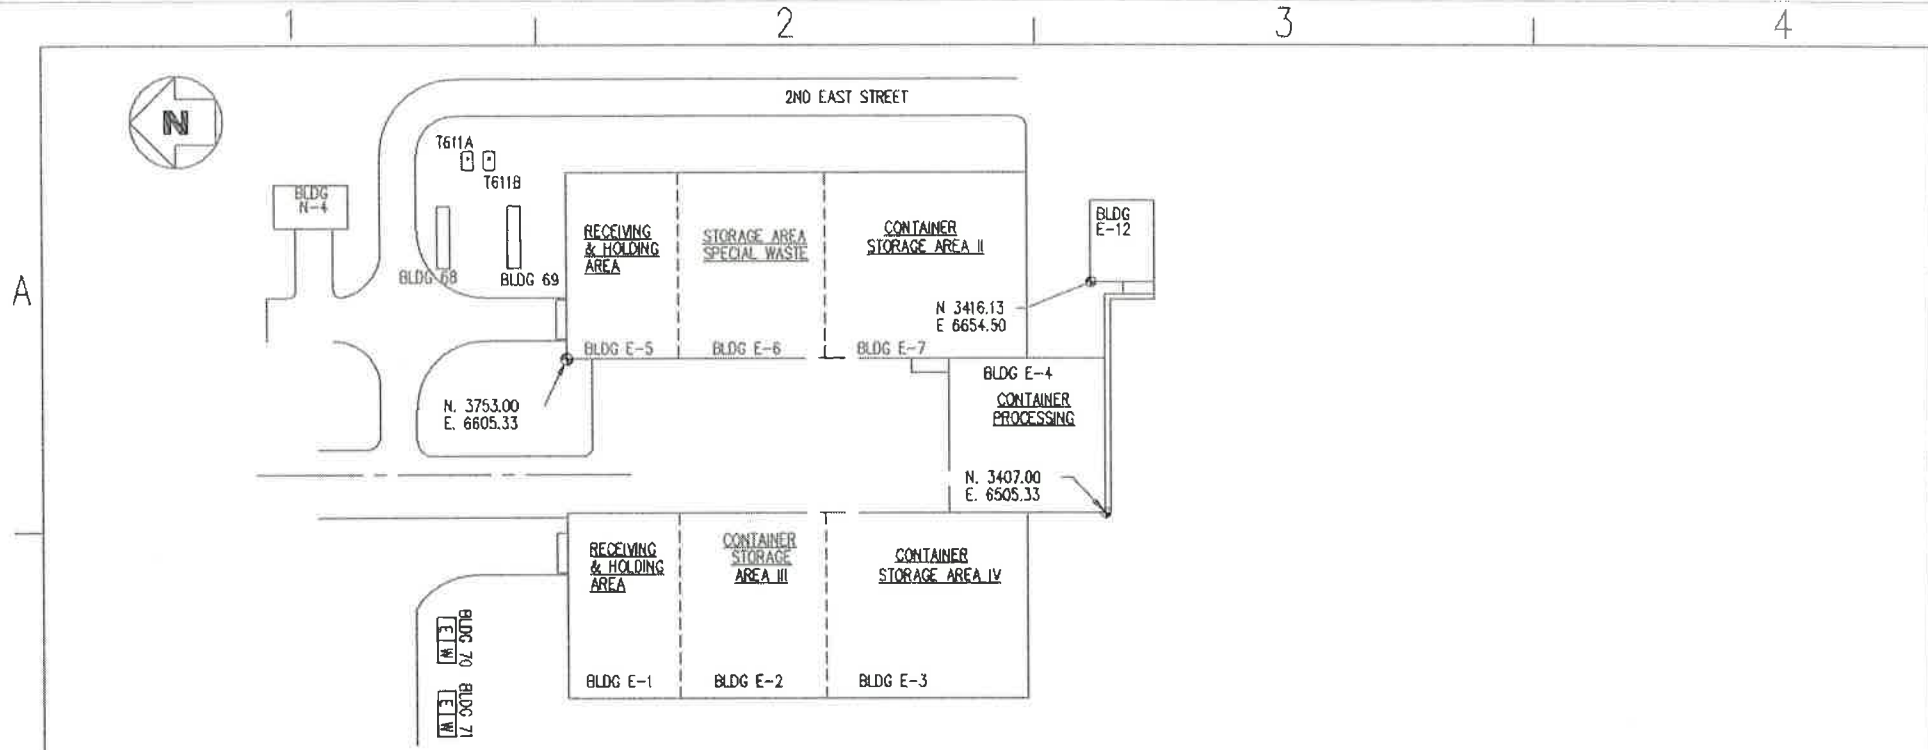 1
2
3
4
A
N
2ND EAST STREET
T611A
T611B
BLDG
N-4
BLDG 68
BLDG 69
RECEIVING
& HOLDING
AREA
STORAGE AREA
SPECIAL WASTE
CONTAINER
STORAGE AREA II
BLDG
E-12
N 3416.13
E 6654.50
BLDG E-5
BLDG E-6
BLDG E-7
BLDG E-4
CONTAINER
PROCESSING
N. 3753.00
E. 6605.33
N. 3407.00
E. 6505.33
RECEIVING
& HOLDING
AREA
CONTAINER
STORAGE
AREA III
CONTAINER
STORAGE AREA IV
BLDG E-1
BLDG E-2
BLDG E-3
BLDG 70
E W
BLDG 71
E W